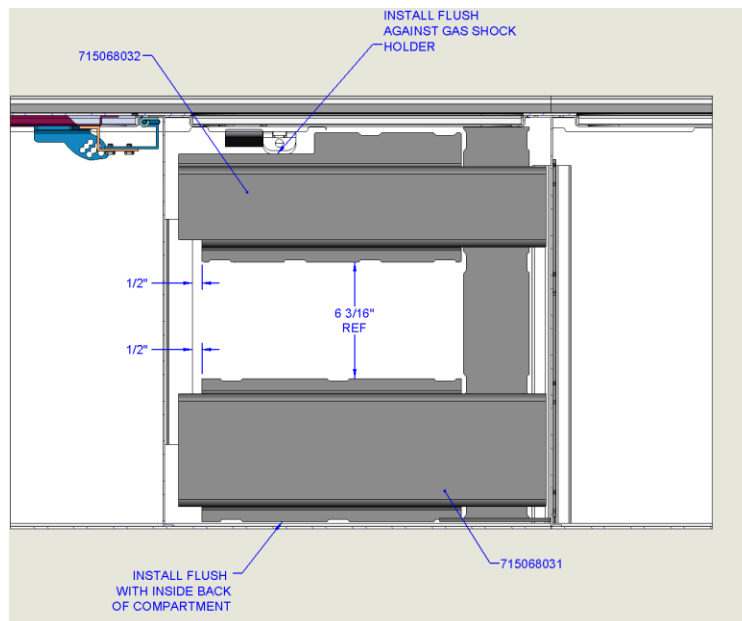 INSTALL FLUSH
AGAINST GAS SHOCK
HOLDER
715068032
1/2"
6 3/16"
REF
1/2"
715068031
INSTALL FLUSH
WITH INSIDE BACK
OF COMPARTMENT